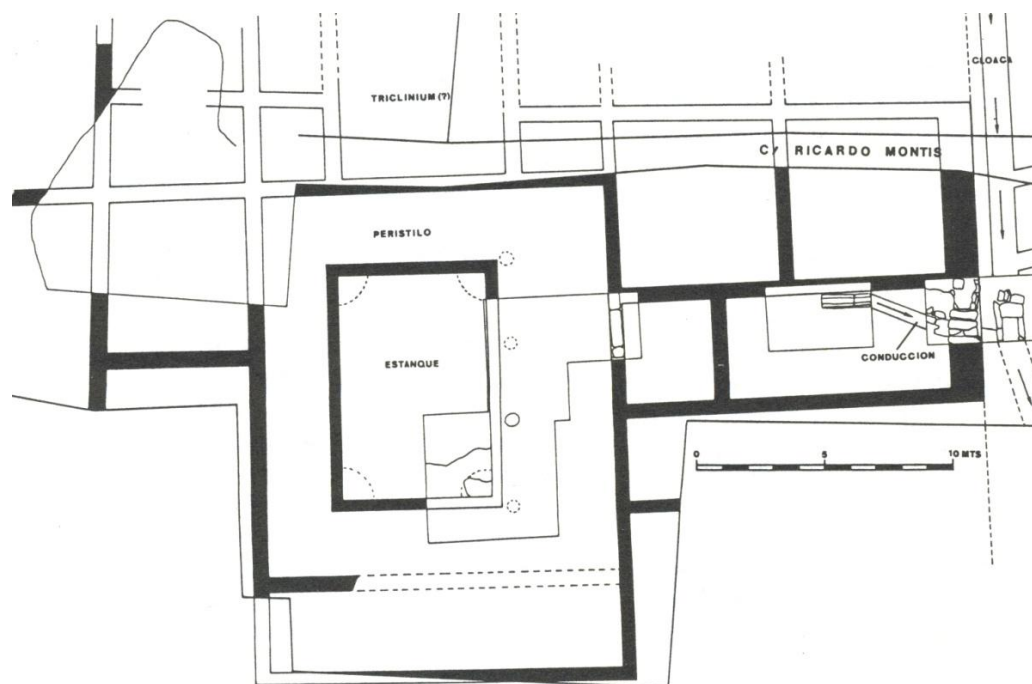 CLOACA
TRICLINIUM(?)
C/ RICARDO MONTIS
PERISTILO
ESTANQUE
CONDUCCION
0 5 10 MTS